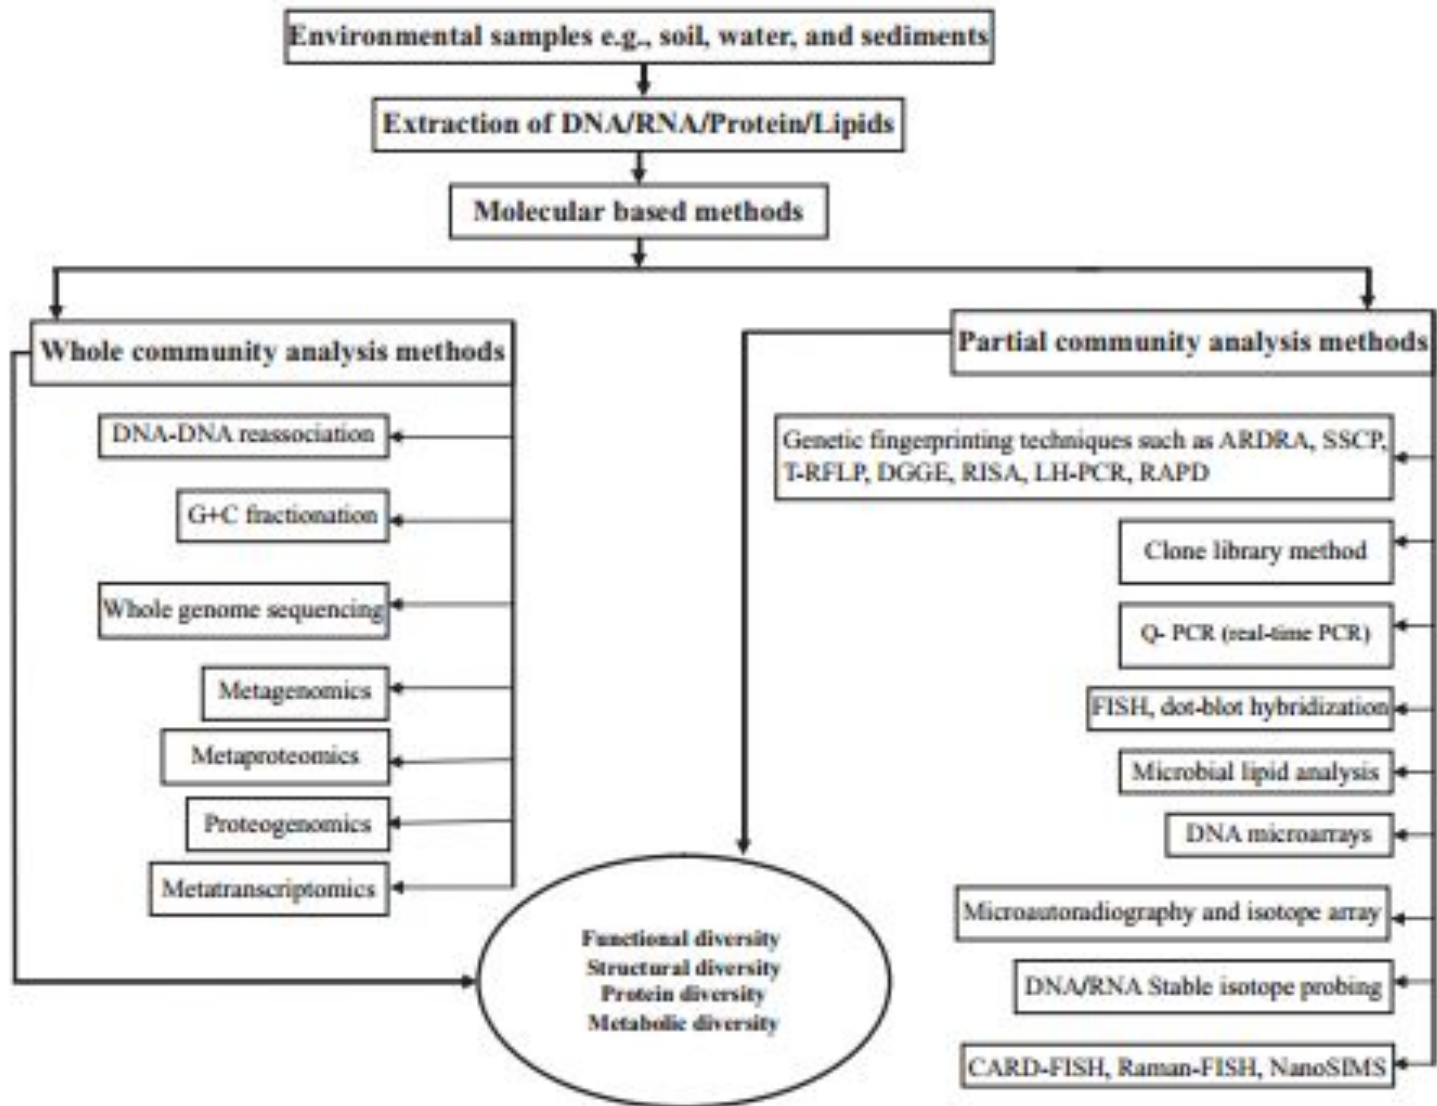 Environmental samples e.g., soil, water, and sediments
Extraction of DNA/RNA/Protein/Lipids
Molecular based methods
Whole community analysis methods
DNA-DNA reassociation
G+C fractionation
Whole genome sequencing
Metagenomics
Metaproteomics
Proteogenomics
Metatranscriptomics
Partial community analysis methods
Genetic fingerprinting techniques such as ARDRA, SSCP,
T-RFLP, DGGE, RISA, LH-PCR, RAPD
Clone library method
Q- PCR (real-time PCR)
FISH, dot-blot hybridization
Microbial lipid analysis
DNA microarrays
Microautoradiography and isotope array
DNA/RNA Stable isotope probing
CARD-FISH, Raman-FISH, NanoSIMS
Functional diversity
Structural diversity
Protein diversity
Metabolic diversity